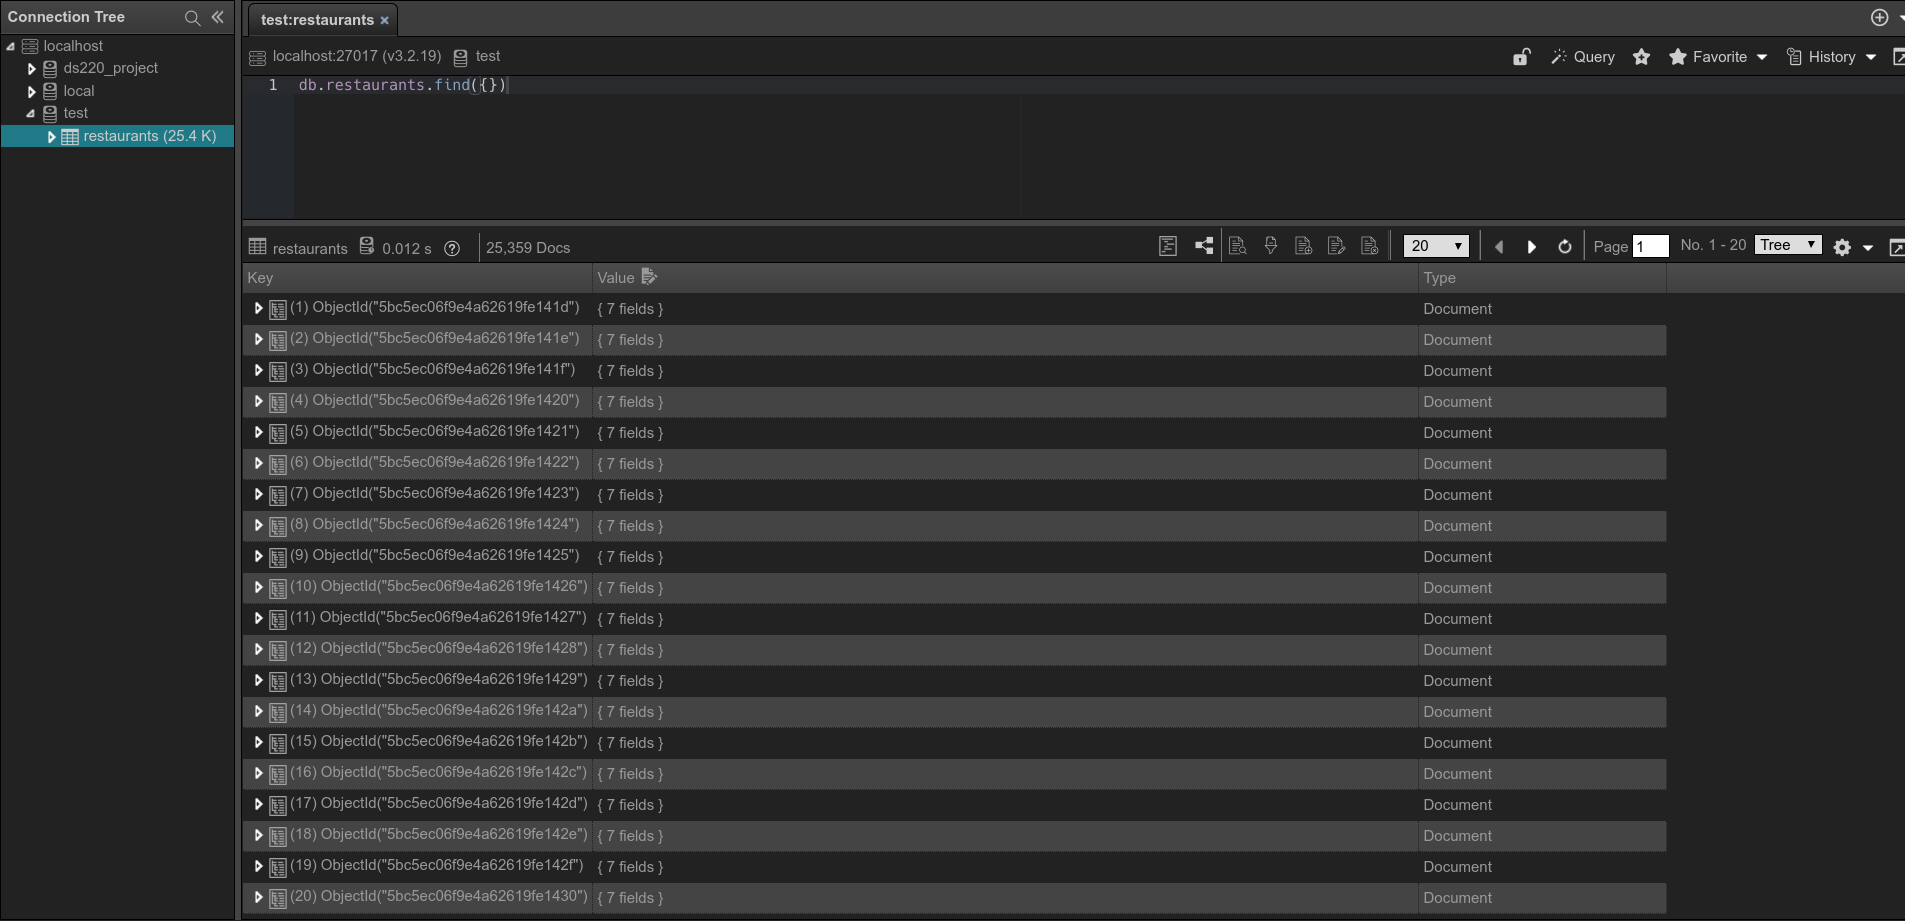 Connection Tree
localhost
ds220_project
local
test
restaurants (25.4 K)
test:restaurants ×
localhost:27017 (v3.2.19) test
Query Favorite History
1 db.restaurants.find({})
restaurants 0.012 s 25,359 Docs 20 Page 1 No. 1 - 20 Tree
Key Value Type
(1) ObjectId("5bc5ec06f9e4a62619fe141d") { 7 fields } Document
(2) ObjectId("5bc5ec06f9e4a62619fe141e") { 7 fields } Document
(3) ObjectId("5bc5ec06f9e4a62619fe141f") { 7 fields } Document
(4) ObjectId("5bc5ec06f9e4a62619fe1420") { 7 fields } Document
(5) ObjectId("5bc5ec06f9e4a62619fe1421") { 7 fields } Document
(6) ObjectId("5bc5ec06f9e4a62619fe1422") { 7 fields } Document
(7) ObjectId("5bc5ec06f9e4a62619fe1423") { 7 fields } Document
(8) ObjectId("5bc5ec06f9e4a62619fe1424") { 7 fields } Document
(9) ObjectId("5bc5ec06f9e4a62619fe1425") { 7 fields } Document
(10) ObjectId("5bc5ec06f9e4a62619fe1426") { 7 fields } Document
(11) ObjectId("5bc5ec06f9e4a62619fe1427") { 7 fields } Document
(12) ObjectId("5bc5ec06f9e4a62619fe1428") { 7 fields } Document
(13) ObjectId("5bc5ec06f9e4a62619fe1429") { 7 fields } Document
(14) ObjectId("5bc5ec06f9e4a62619fe142a") { 7 fields } Document
(15) ObjectId("5bc5ec06f9e4a62619fe142b") { 7 fields } Document
(16) ObjectId("5bc5ec06f9e4a62619fe142c") { 7 fields } Document
(17) ObjectId("5bc5ec06f9e4a62619fe142d") { 7 fields } Document
(18) ObjectId("5bc5ec06f9e4a62619fe142e") { 7 fields } Document
(19) ObjectId("5bc5ec06f9e4a62619fe142f") { 7 fields } Document
(20) ObjectId("5bc5ec06f9e4a62619fe1430") { 7 fields } Document